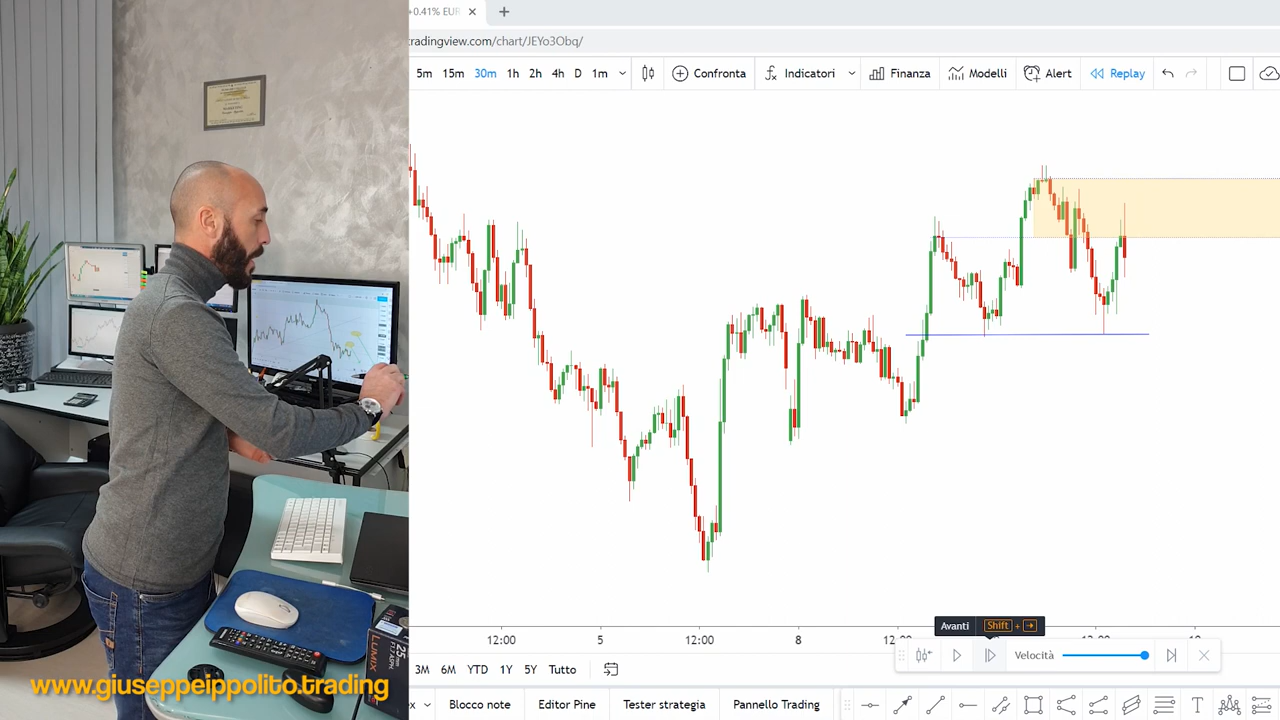 +0.41% EUR
tradingview.com/chart/JEYo3Obq/
5m 15m 30m 1h 2h 4h D 1m Confronta Indicatori Finanza Modelli Alert Replay
Avanti Shift +
12:00 5 12:00 8
Velocità
3M 6M YTD 1Y 5Y Tutto
Blocco note Editor Pine Tester strategia Pannello Trading
LUMIX
www.giuseppeippolito.trading